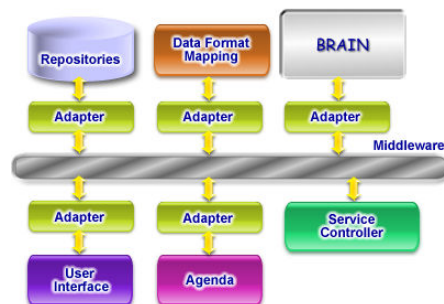 Repositories
Data Format
Mapping
BRAIN
Adapter
Adapter
Adapter
Middleware
Adapter
Adapter
Service
Controller
User
Interface
Agenda